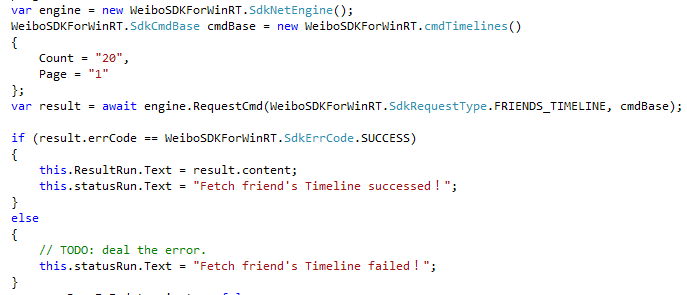 var engine = new WeiboSDKForWinRT.SdkNetEngine();
WeiboSDKForWinRT.SdkCmdBase cmdBase = new WeiboSDKForWinRT.cmdTimelines()
{
    Count = "20",
    Page = "1"
};
var result = await engine.RequestCmd(WeiboSDKForWinRT.SdkRequestType.FRIENDS_TIMELINE, cmdBase);

if (result.errCode == WeiboSDKForWinRT.SdkErrCode.SUCCESS)
{
    this.ResultRun.Text = result.content;
    this.statusRun.Text = "Fetch friend's Timeline successed！";
}
else
{
    // TODO: deal the error.
    this.statusRun.Text = "Fetch friend's Timeline failed！";
}